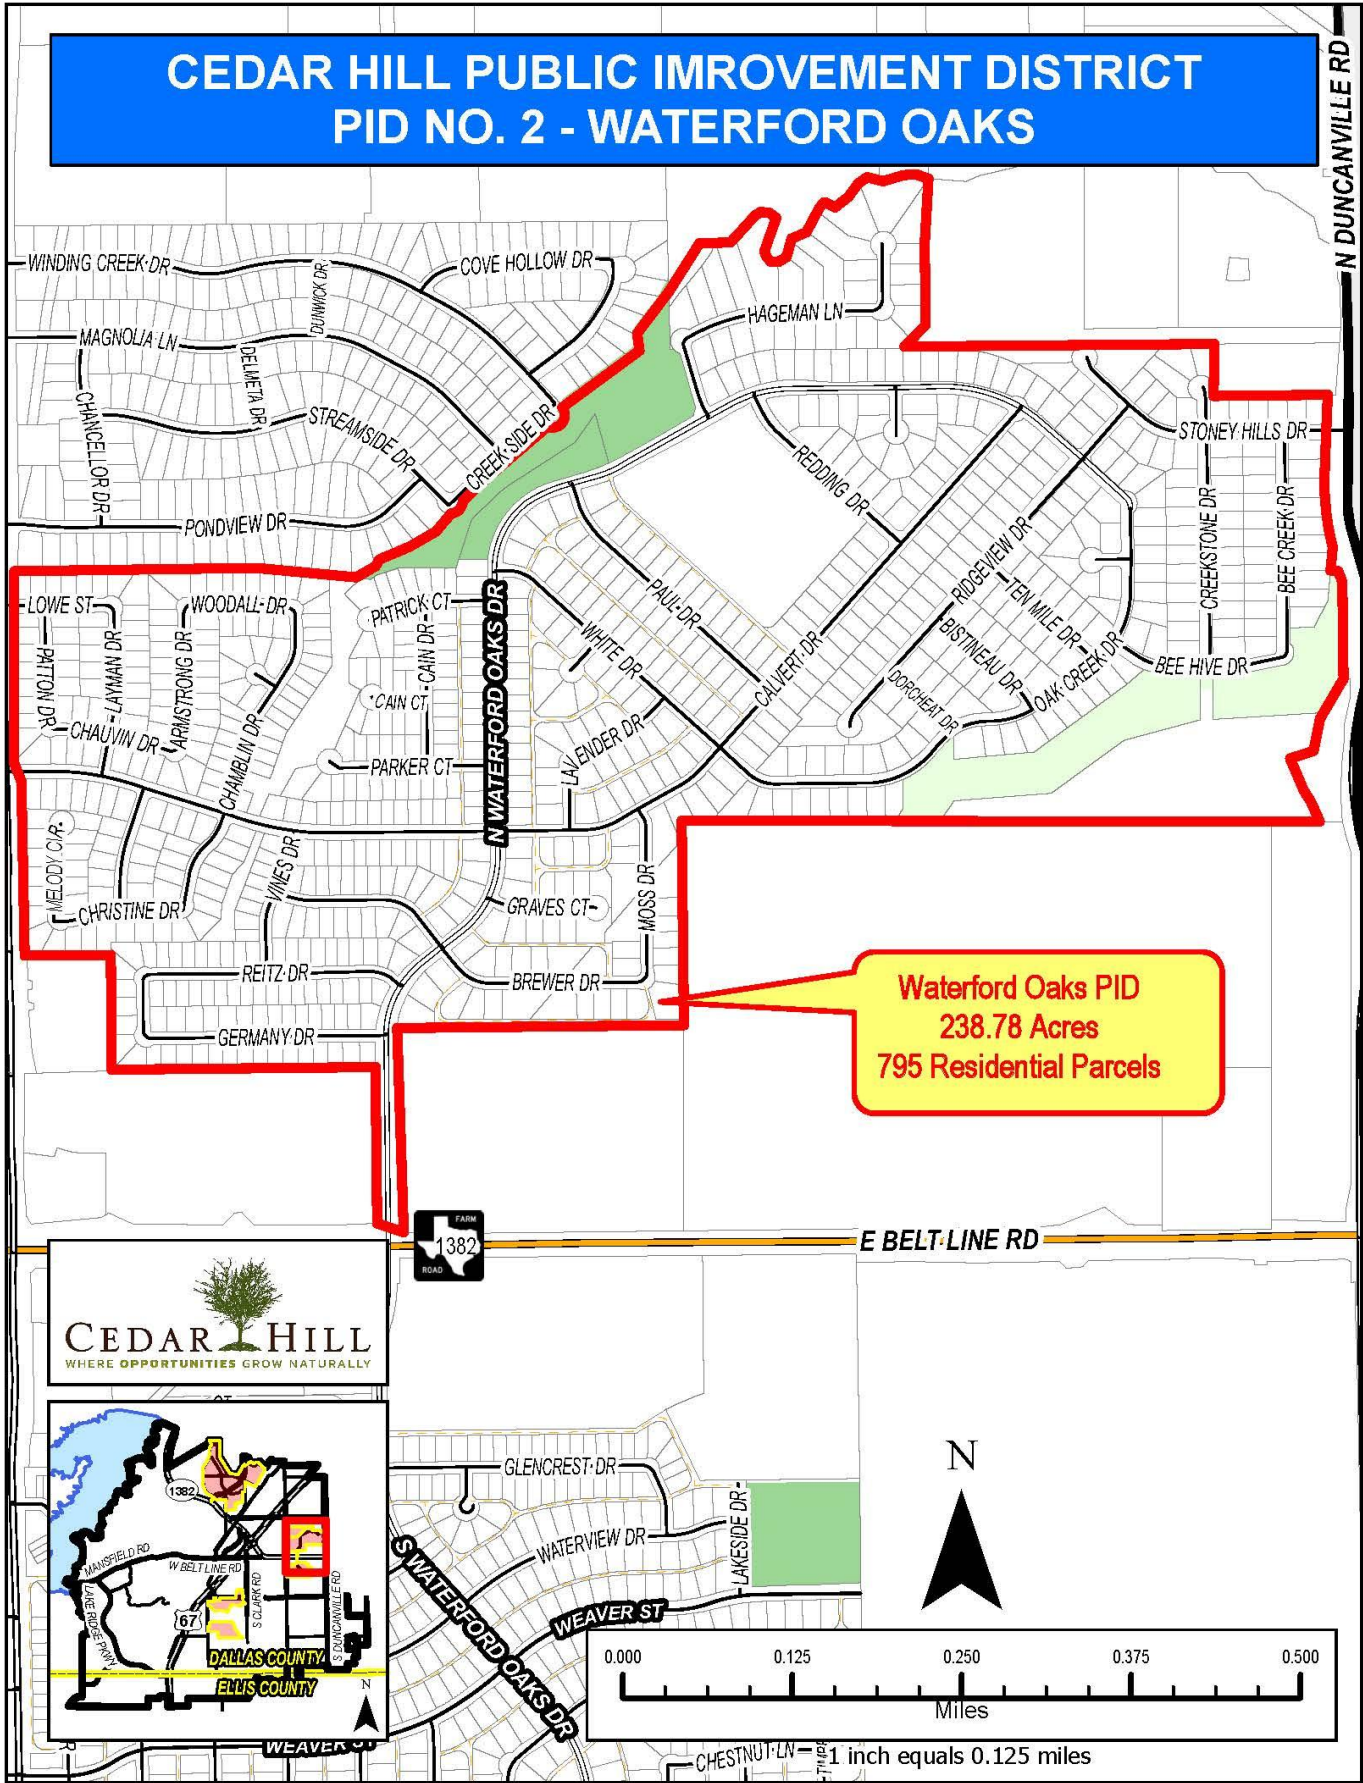 CEDAR HILL PUBLIC IMROVEMENT DISTRICT
PID NO. 2 - WATERFORD OAKS
N DUNCANVILLE RD
WINDING CREEK DR
COVE HOLLOW DR
DUNWICK DR
HAGEMAN LN
MAGNOLIA LN
DELMETA DR
CHANCELLOR DR
STREAMSIDE DR
CREEK SIDE DR
STONEY HILLS DR
REDDING DR
PONDVIEW DR
RIDGEVIEW DR
CREEKSTONE DR
BEE CREEK DR
LOWE ST
WOODALL DR
PATRICK CT
PAUL DR
TEN MILE DR
PATTON DR
LAYMAN DR
ARMSTRONG DR
CAIN DR
N WATERFORD OAKS DR
WHITE DR
BISTINEAU DR
CALVERT DR
OAK CREEK DR
BEE HIVE DR
CAIN CT
DORCHEAT DR
CHAUVIN DR
CHAMBLIN DR
PARKER CT
LAVENDER DR
MELODY CIR
VINES DR
MOSS DR
CHRISTINE DR
GRAVES CT
REITZ DR
BREWER DR
GERMANY DR
Waterford Oaks PID
238.78 Acres
795 Residential Parcels
FARM
1382
ROAD
E BELT LINE RD
CEDAR HILL
WHERE OPPORTUNITIES GROW NATURALLY
1382
MANSFIELD RD
W BELT LINE RD
LAKE RIDGE PKWY
S CLARK RD
S DUNCANVILLE RD
67
DALLAS COUNTY
ELLIS COUNTY
N
GLENCREST DR
WATERVIEW DR
LAKESIDE DR
S WATERFORD OAKS DR
WEAVER ST
WEAVER ST
CHESTNUT LN
N
0.000 0.125 0.250 0.375 0.500
Miles
1 inch equals 0.125 miles